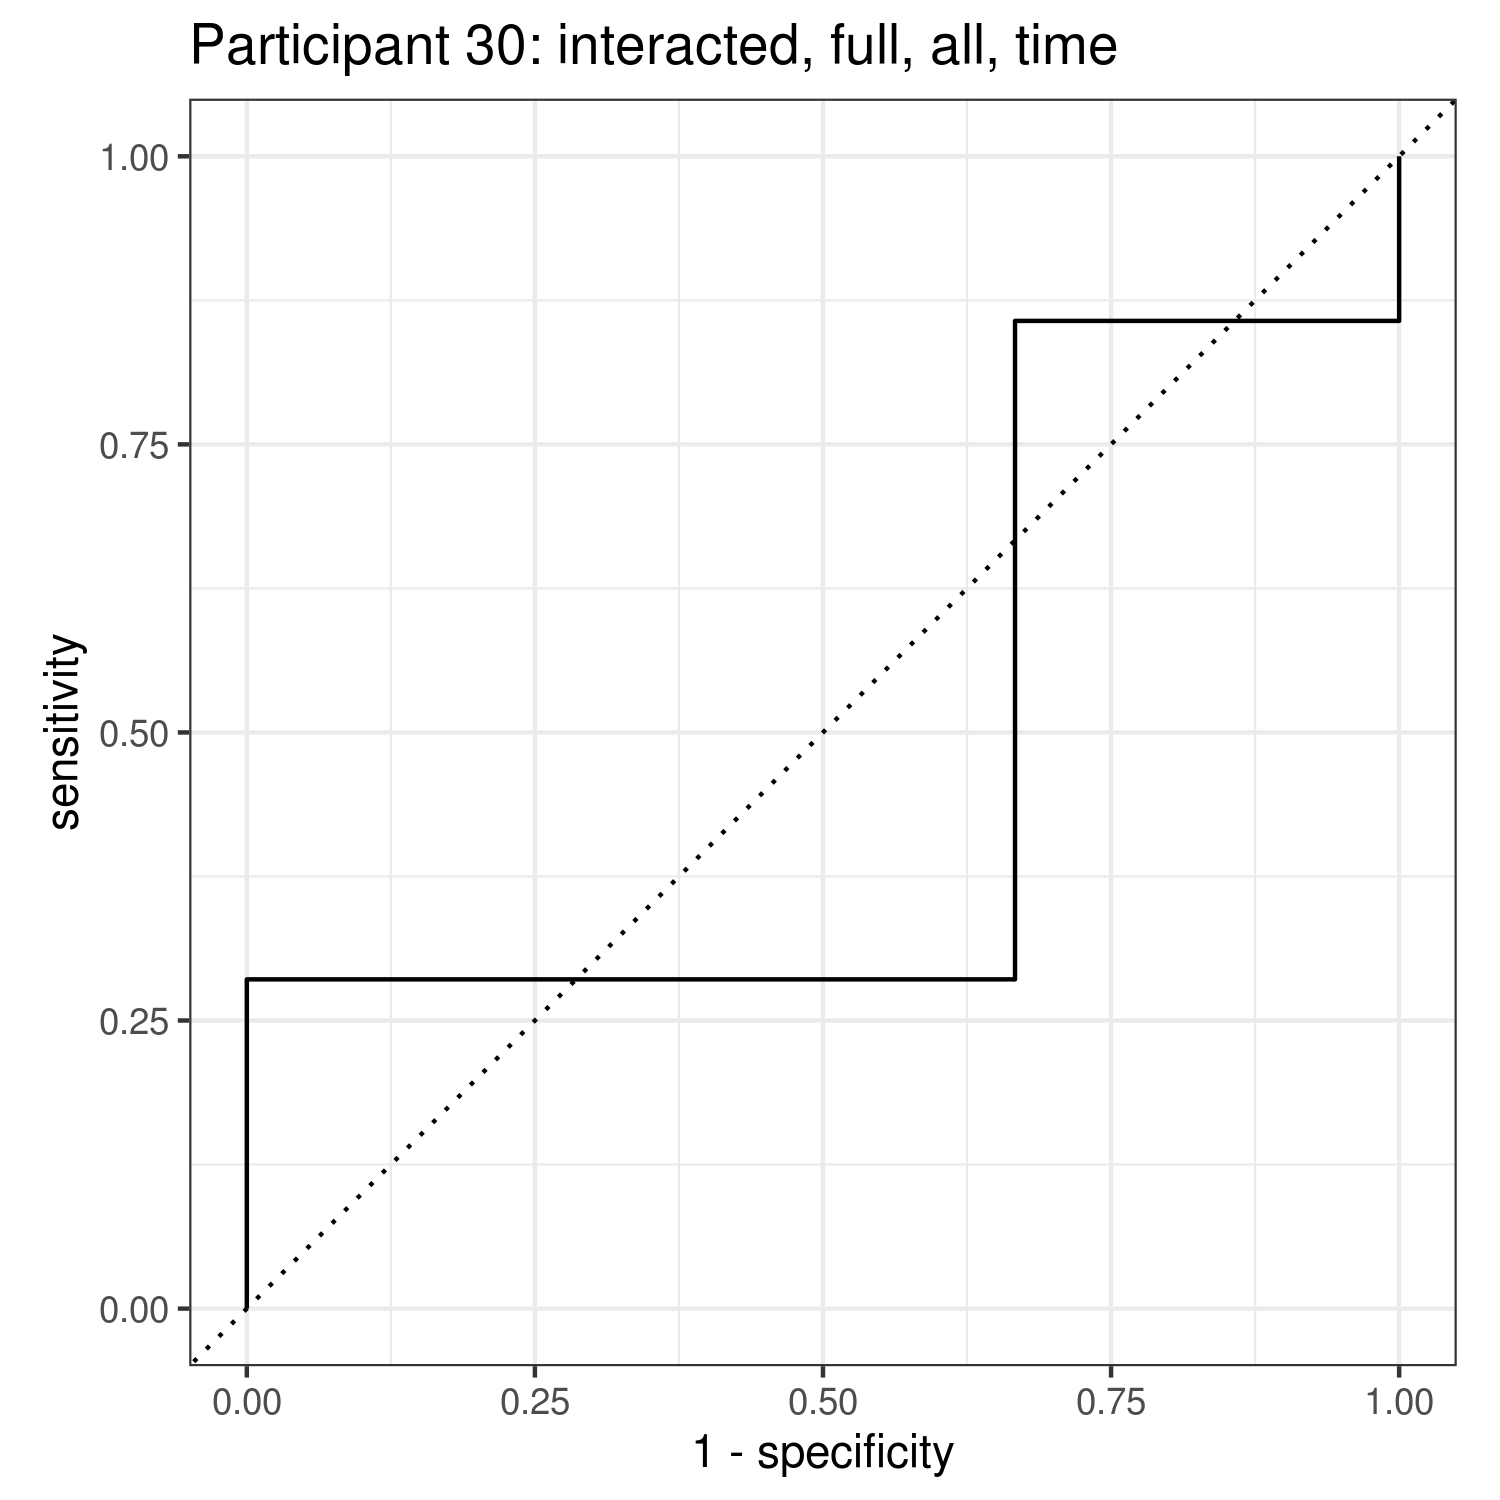 Participant 30: interacted, full, all, time
1.00
0.75
0.50
0.25
0.00
sensitivity
0.00 0.25 0.50 0.75 1.00
1 - specificity